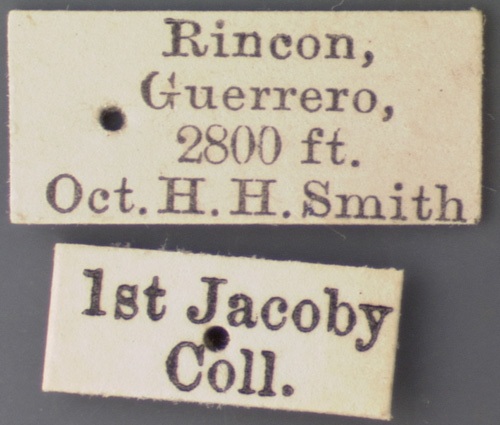 Rincon,
Guerrero,
2800 ft.
Oct. H. H. Smith
1st Jacoby
Coll.